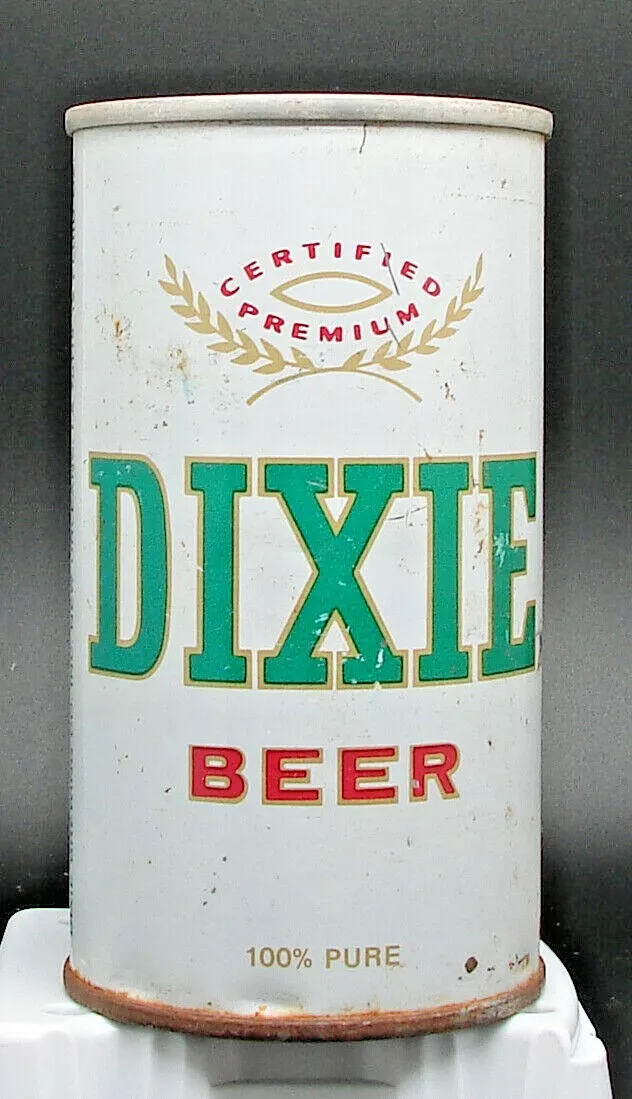 CERTIFIED
PREMIUM
DIXIE
BEER
100% PURE